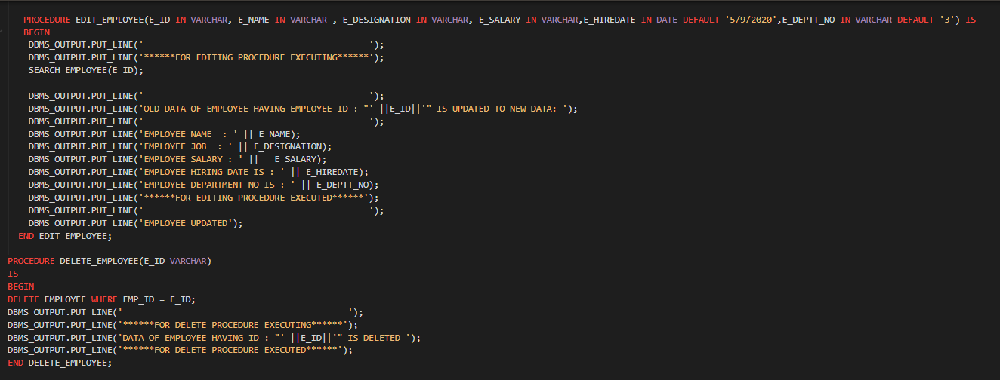 PROCEDURE EDIT_EMPLOYEE(E_ID IN VARCHAR, E_NAME IN VARCHAR , E_DESIGNATION IN VARCHAR, E_SALARY IN VARCHAR,E_HIREDATE IN DATE DEFAULT '5/9/2020',E_DEPTT_NO IN VARCHAR DEFAULT '3') IS
BEGIN
DBMS_OUTPUT.PUT_LINE('                                           ');
DBMS_OUTPUT.PUT_LINE('******FOR EDITING PROCEDURE EXECUTING******');
SEARCH_EMPLOYEE(E_ID);
DBMS_OUTPUT.PUT_LINE('                                           ');
DBMS_OUTPUT.PUT_LINE('OLD DATA OF EMPLOYEE HAVING EMPLOYEE ID : "' ||E_ID||'" IS UPDATED TO NEW DATA: ');
DBMS_OUTPUT.PUT_LINE('                                           ');
DBMS_OUTPUT.PUT_LINE('EMPLOYEE NAME  : ' || E_NAME);
DBMS_OUTPUT.PUT_LINE('EMPLOYEE JOB  : ' || E_DESIGNATION);
DBMS_OUTPUT.PUT_LINE('EMPLOYEE SALARY : ' ||   E_SALARY);
DBMS_OUTPUT.PUT_LINE('EMPLOYEE HIRING DATE IS : ' || E_HIREDATE);
DBMS_OUTPUT.PUT_LINE('EMPLOYEE DEPARTMENT NO IS : ' || E_DEPTT_NO);
DBMS_OUTPUT.PUT_LINE('******FOR EDITING PROCEDURE EXECUTED******');
DBMS_OUTPUT.PUT_LINE('                                           ');
DBMS_OUTPUT.PUT_LINE('EMPLOYEE UPDATED');
END EDIT_EMPLOYEE;
PROCEDURE DELETE_EMPLOYEE(E_ID VARCHAR)
IS
BEGIN
DELETE EMPLOYEE WHERE EMP_ID = E_ID;
DBMS_OUTPUT.PUT_LINE('                                           ');
DBMS_OUTPUT.PUT_LINE('******FOR DELETE PROCEDURE EXECUTING******');
DBMS_OUTPUT.PUT_LINE('DATA OF EMPLOYEE HAVING ID : "' ||E_ID||'" IS DELETED ');
DBMS_OUTPUT.PUT_LINE('******FOR DELETE PROCEDURE EXECUTED******');
END DELETE_EMPLOYEE;